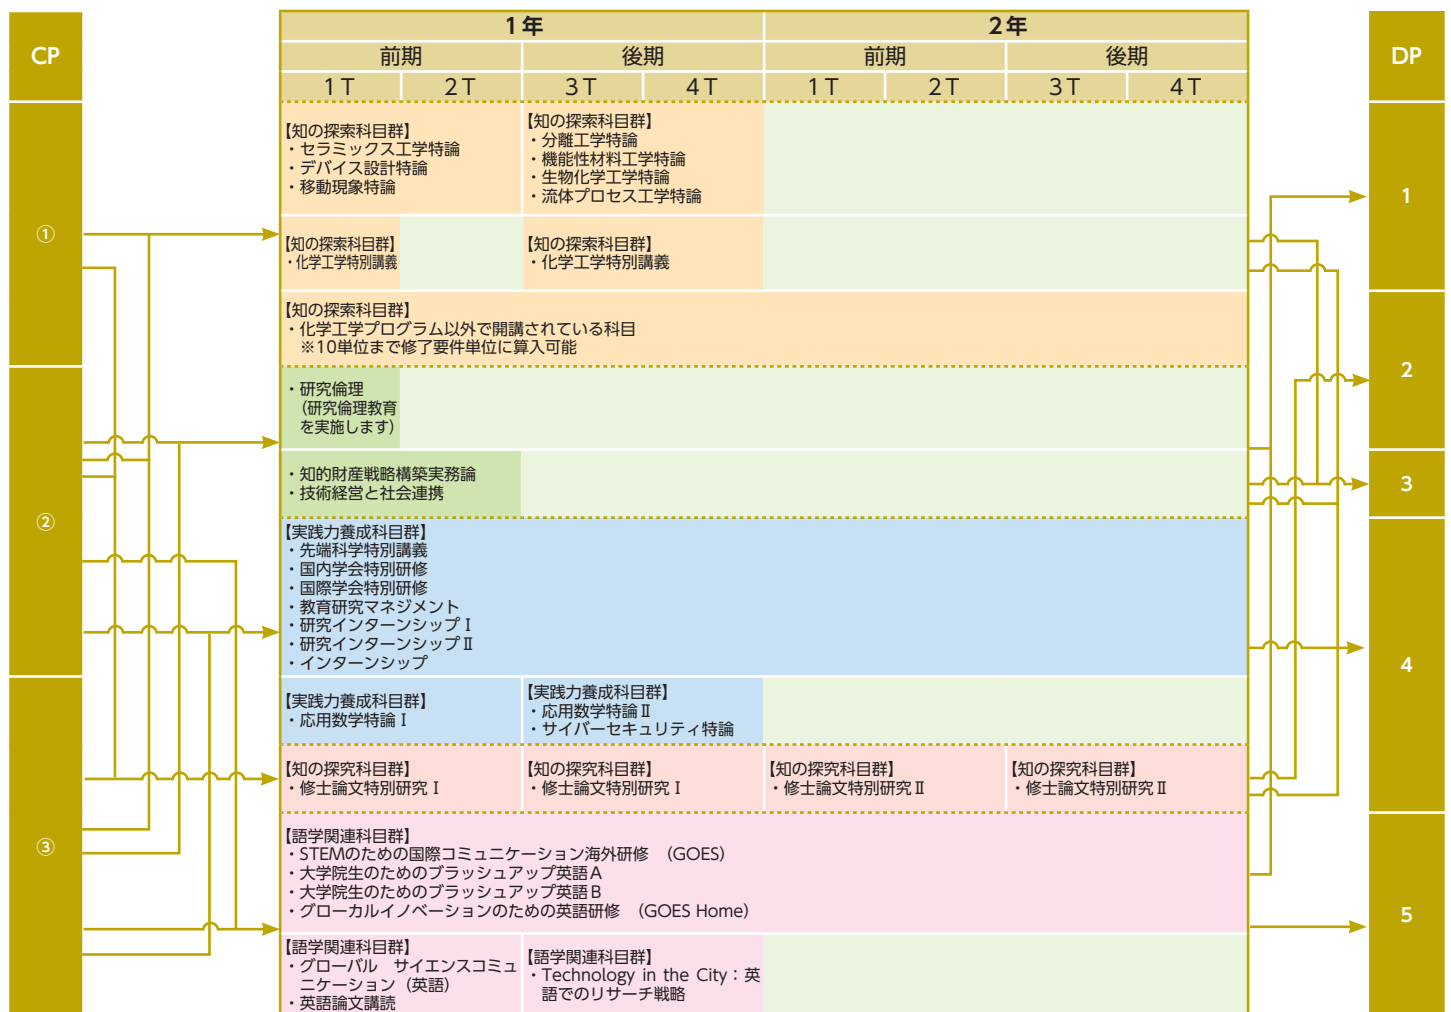 CP
1年
2年
DP
前期
後期
前期
後期
1T
2T
3T
4T
1T
2T
3T
4T
①
②
③
【知の探索科目群】
・セラミックス工学特論
・デバイス設計特論
・移動現象特論
【知の探索科目群】
・分離工学特論
・機能性材料工学特論
・生物化学工学特論
・流体プロセス工学特論
【知の探索科目群】
・化学工学特別講義
【知の探索科目群】
・化学工学特別講義
【知の探索科目群】
・化学工学プログラム以外で開講されている科目
※10単位まで修了要件単位に算入可能
・研究倫理
（研究倫理教育
を実施します）
・知的財産戦略構築実務論
・技術経営と社会連携
【実践力養成科目群】
・先端科学特別講義
・国内学会特別研修
・国際学会特別研修
・教育研究マネジメント
・研究インターンシップⅠ
・研究インターンシップⅡ
・インターンシップ
【実践力養成科目群】
・応用数学特論Ⅰ
【実践力養成科目群】
・応用数学特論Ⅱ
・サイバーセキュリティ特論
【知の探究科目群】
・修士論文特別研究Ⅰ
【知の探究科目群】
・修士論文特別研究Ⅰ
【知の探究科目群】
・修士論文特別研究Ⅱ
【知の探究科目群】
・修士論文特別研究Ⅱ
【語学関連科目群】
・STEMのための国際コミュニケーション海外研修　（GOES）
・大学院生のためのブラッシュアップ英語A
・大学院生のためのブラッシュアップ英語B
・グローカルイノベーションのための英語研修　（GOES Home）
【語学関連科目群】
・グローバル　サイエンスコミュ
ニケーション（英語）
・英語論文講読
【語学関連科目群】
・Technology in the City：英
語でのリサーチ戦略
1
2
3
4
5